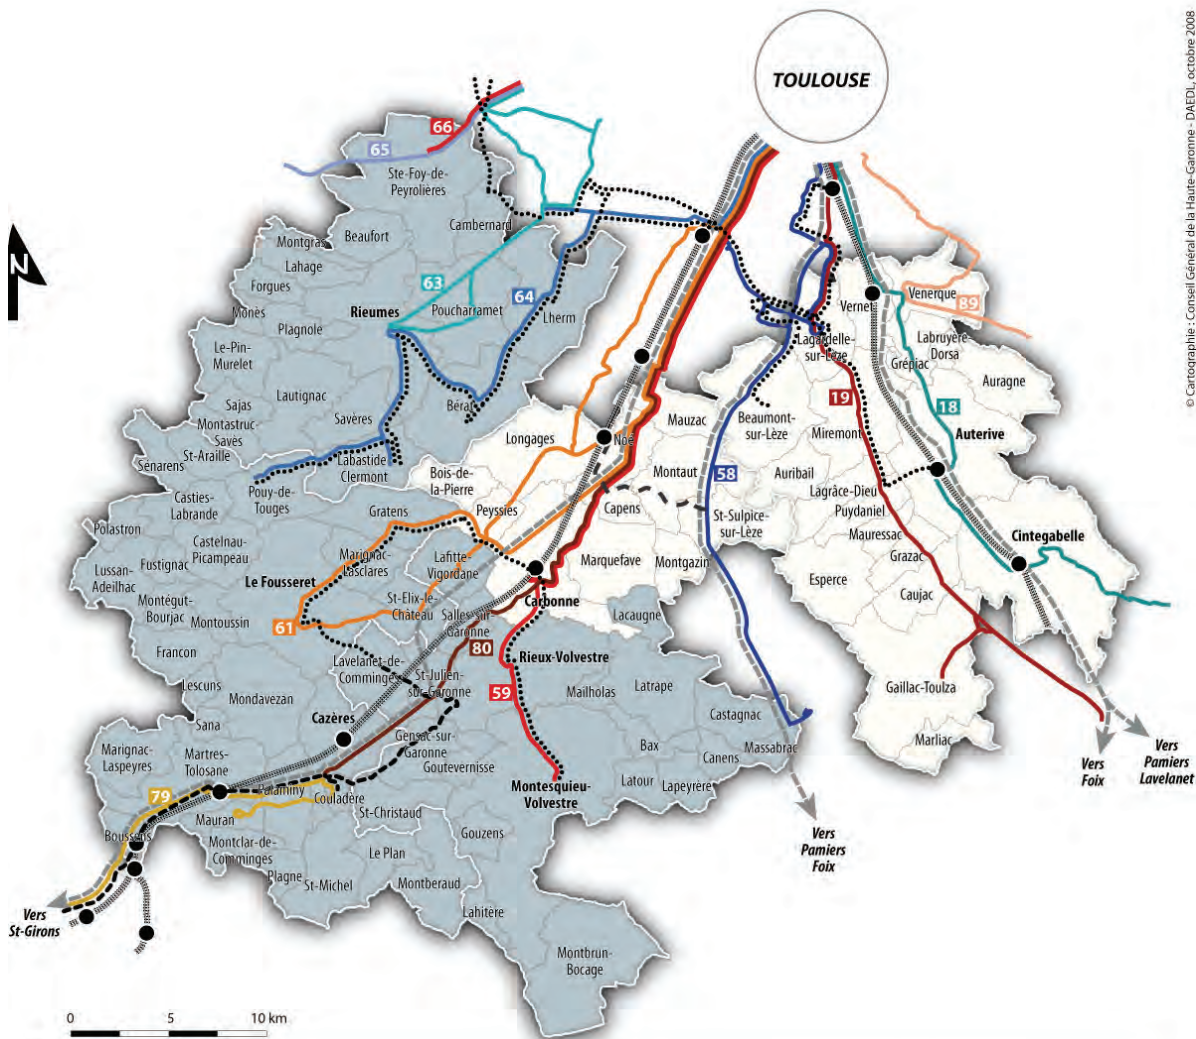 TOULOUSE
© Cartographie : Conseil Général de la Haute-Garonne - DAEDL, octobre 2008
N
66
65
Ste-Foy-de-
Peyrolières
Cambernard
Beaufort
Montgras
Lahage
Forgues
Monès
Plagnole
Rieumes
63
Poucharramet
64
Lherm
Le-Pin-
Murelet
Lautignac
Sajas
Montastruc-
Savès
St-Araille
Sénarens
Savères
Bérat
Labastide
Clermont
Pouy-de-
Touges
Casties-
Labrande
Polastron
Castelnau-
Picampeau
Fustignac
Lussan-
Adeilhac
Montégut-
Bourjac
Montoussin
Francon
Lescuns
Mondavezan
Sana
Gratens
Marignac-
Lasclares
Le Fousseret
61
Lafitte-
Vigordane
St-Elix-le-
Château
Salles-sur-
Garonne
Lavelanet-de-
Comminges
St-Julien-
sur-Garonne
80
Cazères
Gensac-sur-
Garonne
Goutevernisse
Marignac-
Laspeyres
Martres-
Tolosane
79
Palaminy
Couladère
Mauran
Boussens
Montclar-de-
Comminges
Plagne
St-Michel
St-Christaud
Le Plan
Montberaud
Gouzens
Lahitère
Montbrun-
Bocage
Longages
Noé
Mauzac
Bois-de-
la-Pierre
Peyssies
Montaut
Capens
Marquefave
Montgazin
Carbonne
Lacaugne
Rieux-Volvestre
59
Mailholas
Latrape
Castagnac
Bax
Canens
Massabrac
Latour
Lapeyrère
Montesquieu-
Volvestre
St-Sulpice-
sur-Lèze
58
Beaumont-
sur-Lèze
Auribail
Lagardelle-
sur-Lèze
19
Miremont
Lagrâce-Dieu
Puydaniel
Mauressac
Grazac
Esperce
Caujac
Gaillac-Toulza
Marliac
Vernet
Venerque
89
Labruyère-
Dorsa
Grépiac
Auragne
18
Auterive
Cintegabelle
Vers
Pamiers
Foix
Vers
Foix
Vers
Pamiers
Lavelanet
Vers
St-Girons
0 5 10 km